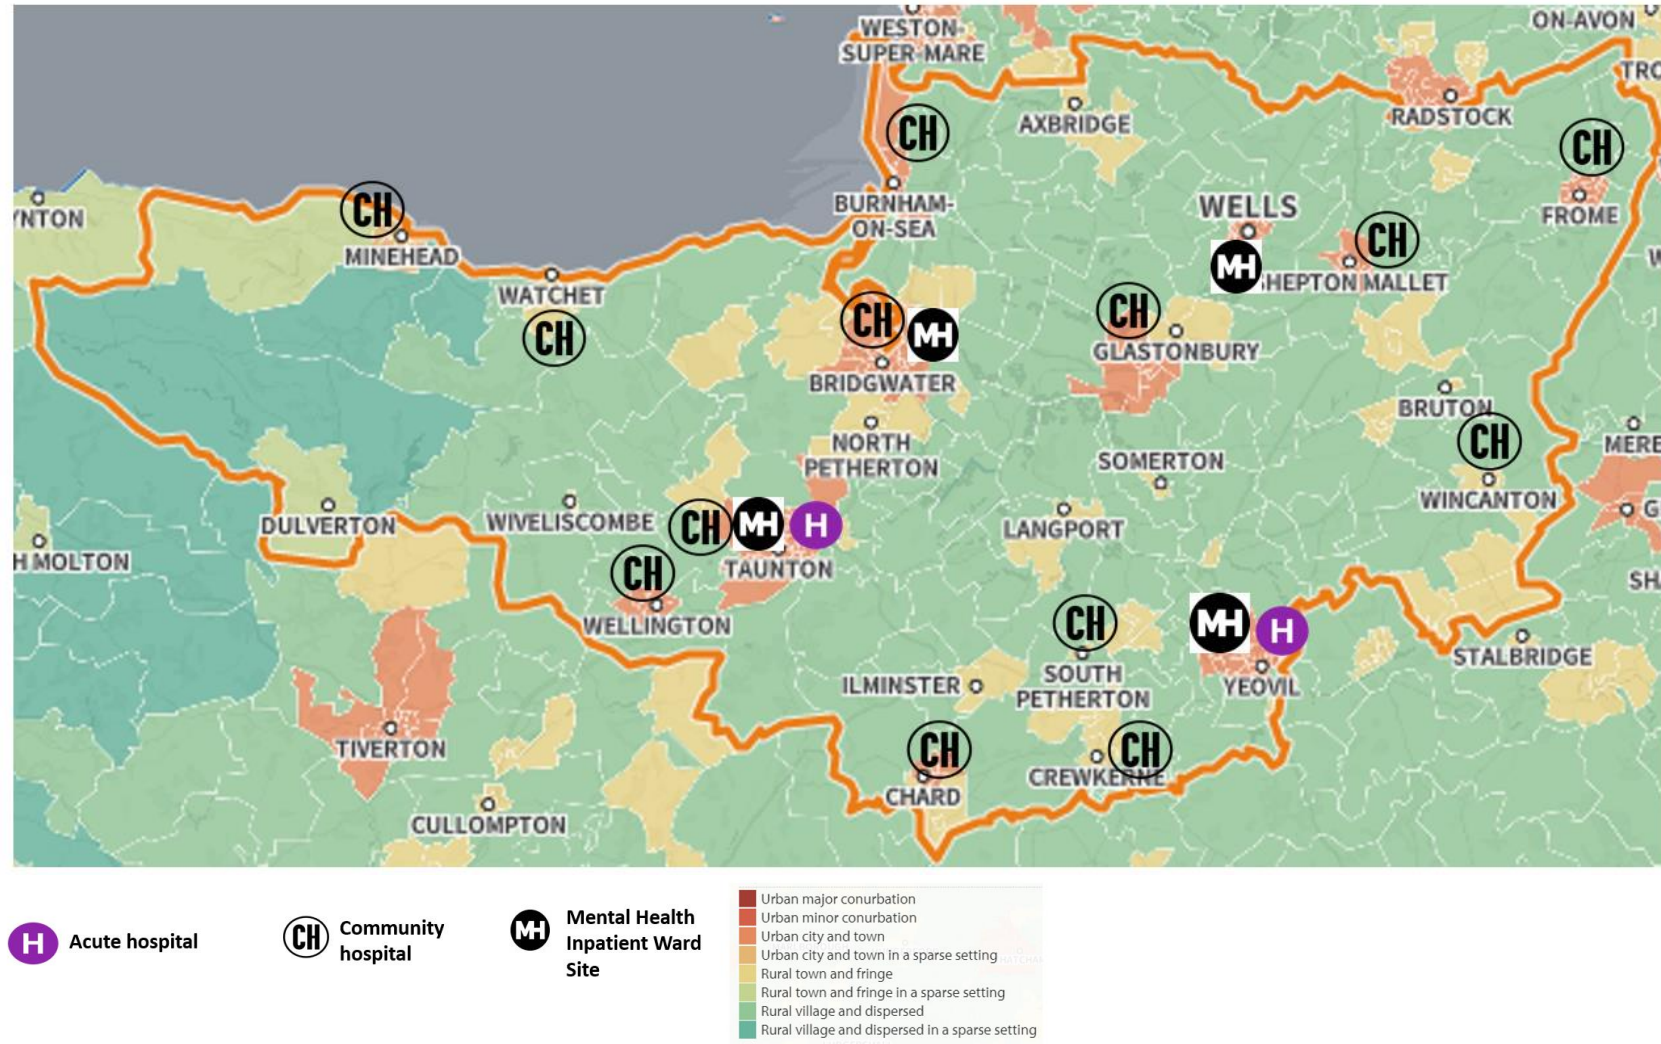 WESTON-
SUPER-MARE
ON-AVON
TRO
RADSTOCK
AXBRIDGE
CH
CH
BURNHAM-
ON-SEA
WELLS
FROME
YNTON
CH
MINEHEAD
CH
MH
SHEPTON MALLET
WATCHET
CH
CH
MH
CH
GLASTONBURY
BRIDGWATER
BRUTON
NORTH
PETHERTON
CH
MERE
SOMERTON
WINCANTON
DULVERTON
WIVELISCOMBE
CH
MH
H
LANGPORT
G
H MOLTON
TAUNTON
CH
SHA
WELLINGTON
CH
MH
H
STALBRIDGE
ILMINSTER
SOUTH
PETHERTON
YEOVIL
TIVERTON
CH
CH
CREWKERNE
CHARD
CULLOMPTON
H Acute hospital
CH Community
hospital
MH Mental Health
Inpatient Ward
Site
Urban major conurbation
Urban minor conurbation
Urban city and town
Urban city and town in a sparse setting
Rural town and fringe
Rural town and fringe in a sparse setting
Rural village and dispersed
Rural village and dispersed in a sparse setting